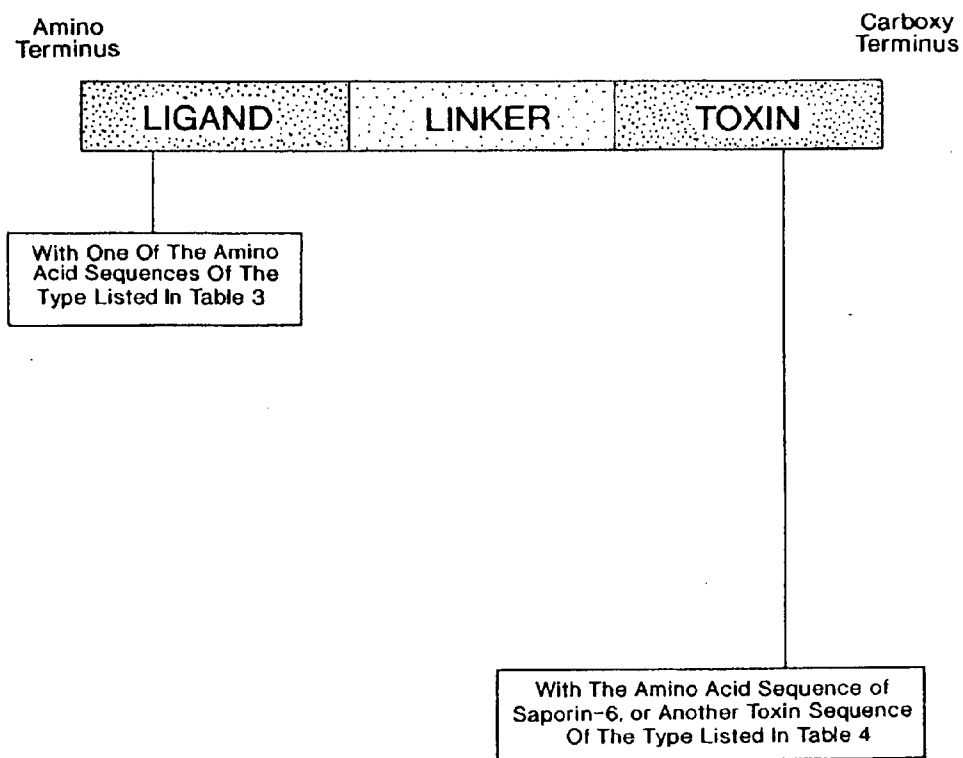 Amino
Terminus
Carboxy
Terminus
LIGAND
LINKER
TOXIN
With One Of The Amino
Acid Sequences Of The
Type Listed In Table 3
With The Amino Acid Sequence of
Saporin-6, or Another Toxin Sequence
Of The Type Listed In Table 4